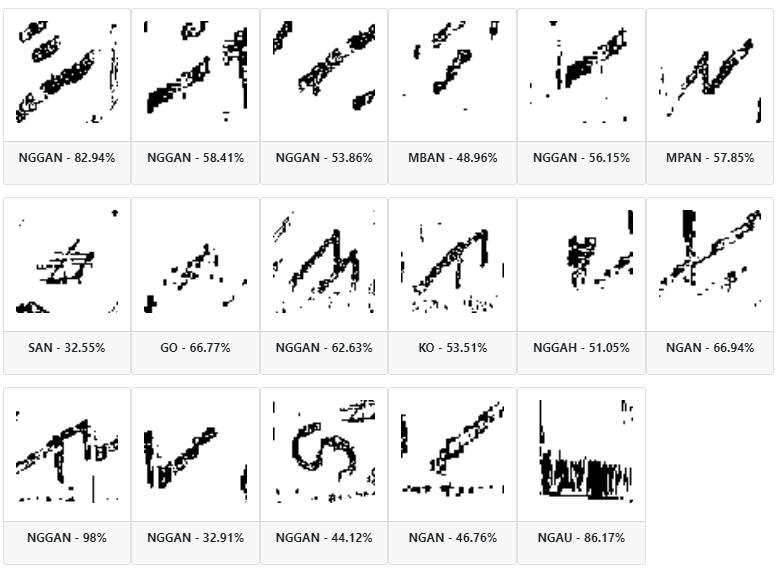 NGGAN - 82.94% NGGAN - 58.41% NGGAN - 53.86% MBAN - 48.96% NGGAN - 56.15% MPAN - 57.85%
SAN - 32.55% GO - 66.77% NGGAN - 62.63% KO - 53.51% NGGAH - 51.05% NGAN - 66.94%
NGGAN - 98% NGGAN - 32.91% NGGAN - 44.12% NGAN - 46.76% NGAU - 86.17%